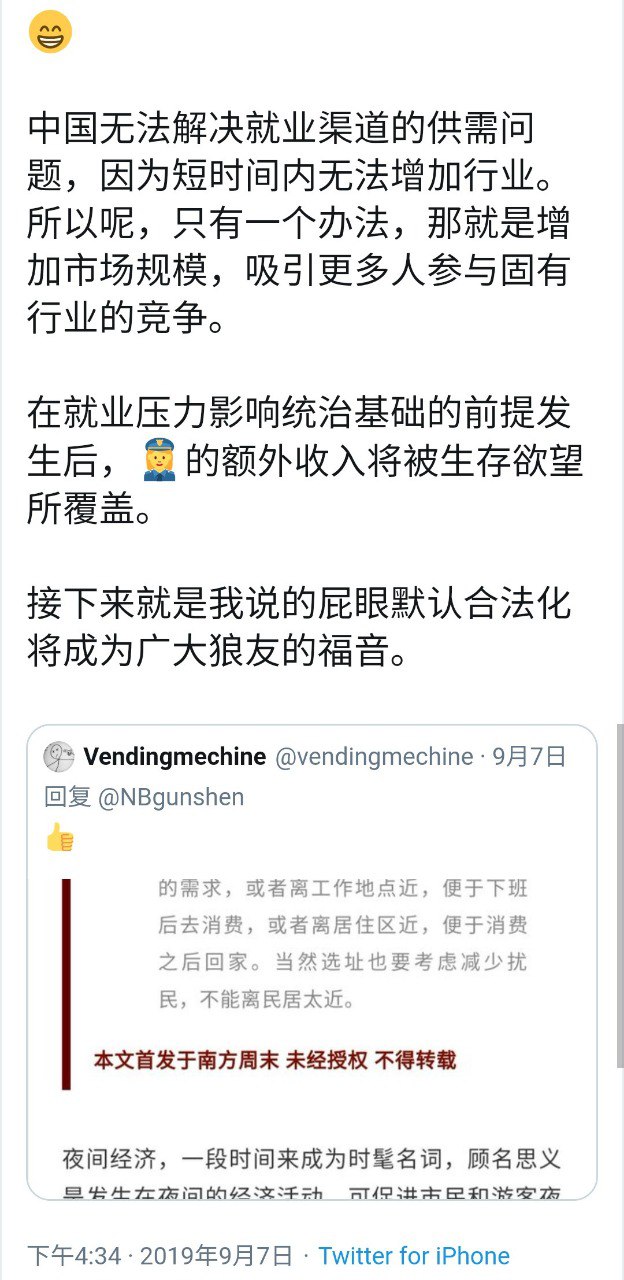 😁
中国无法解决就业渠道的供需问
题，因为短时间内无法增加行业。
所以呢，只有一个办法，那就是增
加市场规模，吸引更多人参与固有
行业的竞争。
在就业压力影响统治基础的前提发
生后，👮‍♀️的额外收入将被生存欲望
所覆盖。
接下来就是我说的屁眼默认合法化
将成为广大狼友的福音。
Vendingmechine @vendingmechine · 9月7日
回复 @NBgunshen
👍
的需求，或者离工作地点近，便于下班
后去消费，或者离居住区近，便于消费
之后回家。当然选址也要考虑减少扰
民，不能离民居太近。
本文首发于南方周末 未经授权 不得转载
夜间经济，一段时间来成为时髦名词，顾名思义
是发生在夜间的经济活动，可促进市民和游客夜
下午4:34 · 2019年9月7日 · Twitter for iPhone